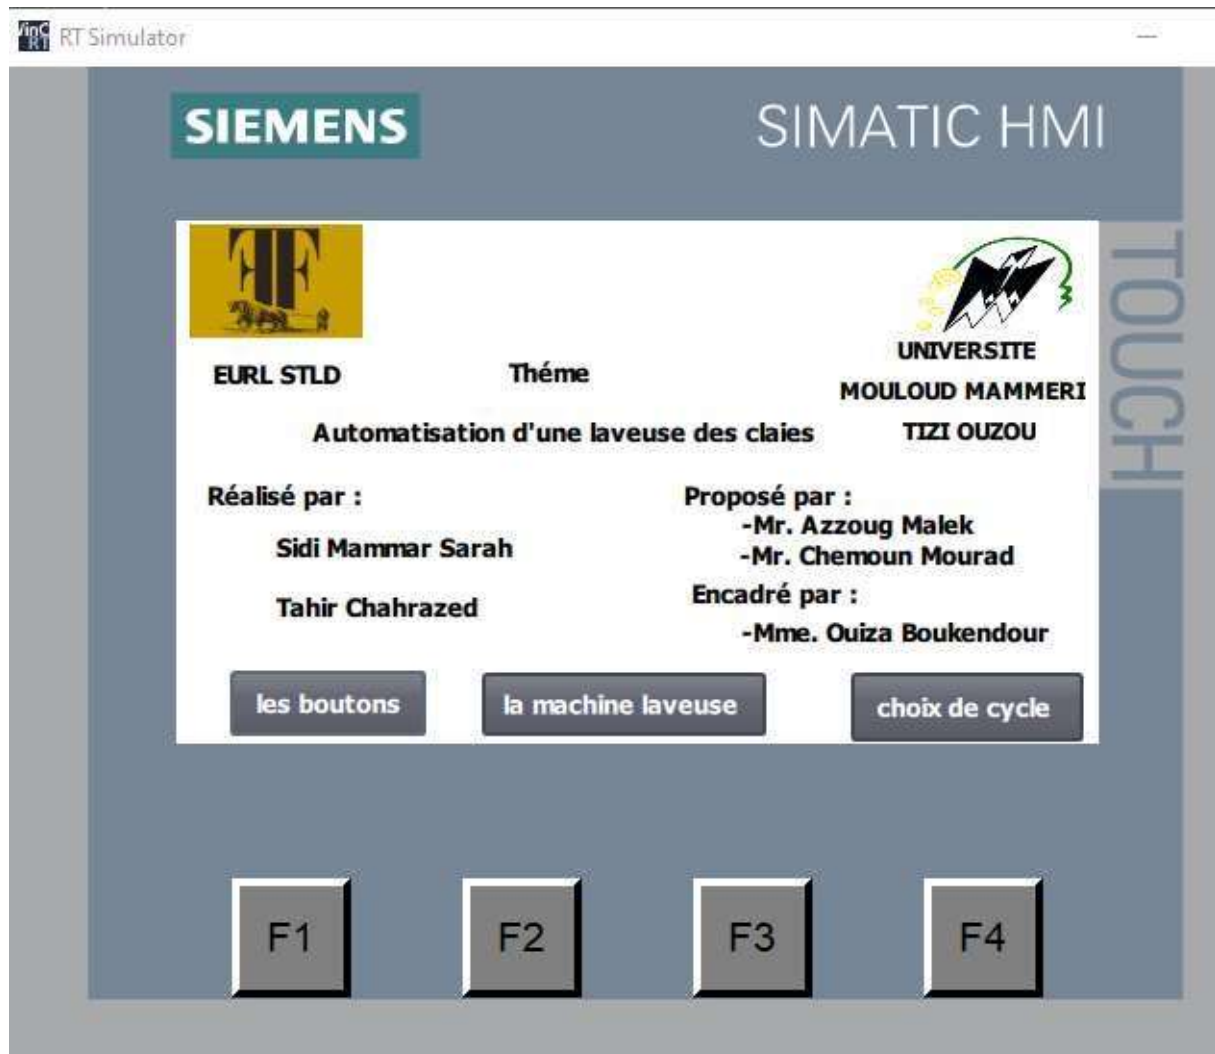 WinC
RT
RT Simulator
SIEMENS
SIMATIC HMI
TOUCH
EURL STLD
Théme
UNIVERSITE
MOULOUD MAMMERI
TIZI OUZOU
Automatisation d'une laveuse des claies
Réalisé par :
Sidi Mammar Sarah
Tahir Chahrazed
Proposé par :
-Mr. Azzoug Malek
-Mr. Chemoun Mourad
Encadré par :
-Mme. Ouiza Boukendour
les boutons
la machine laveuse
choix de cycle
F1
F2
F3
F4